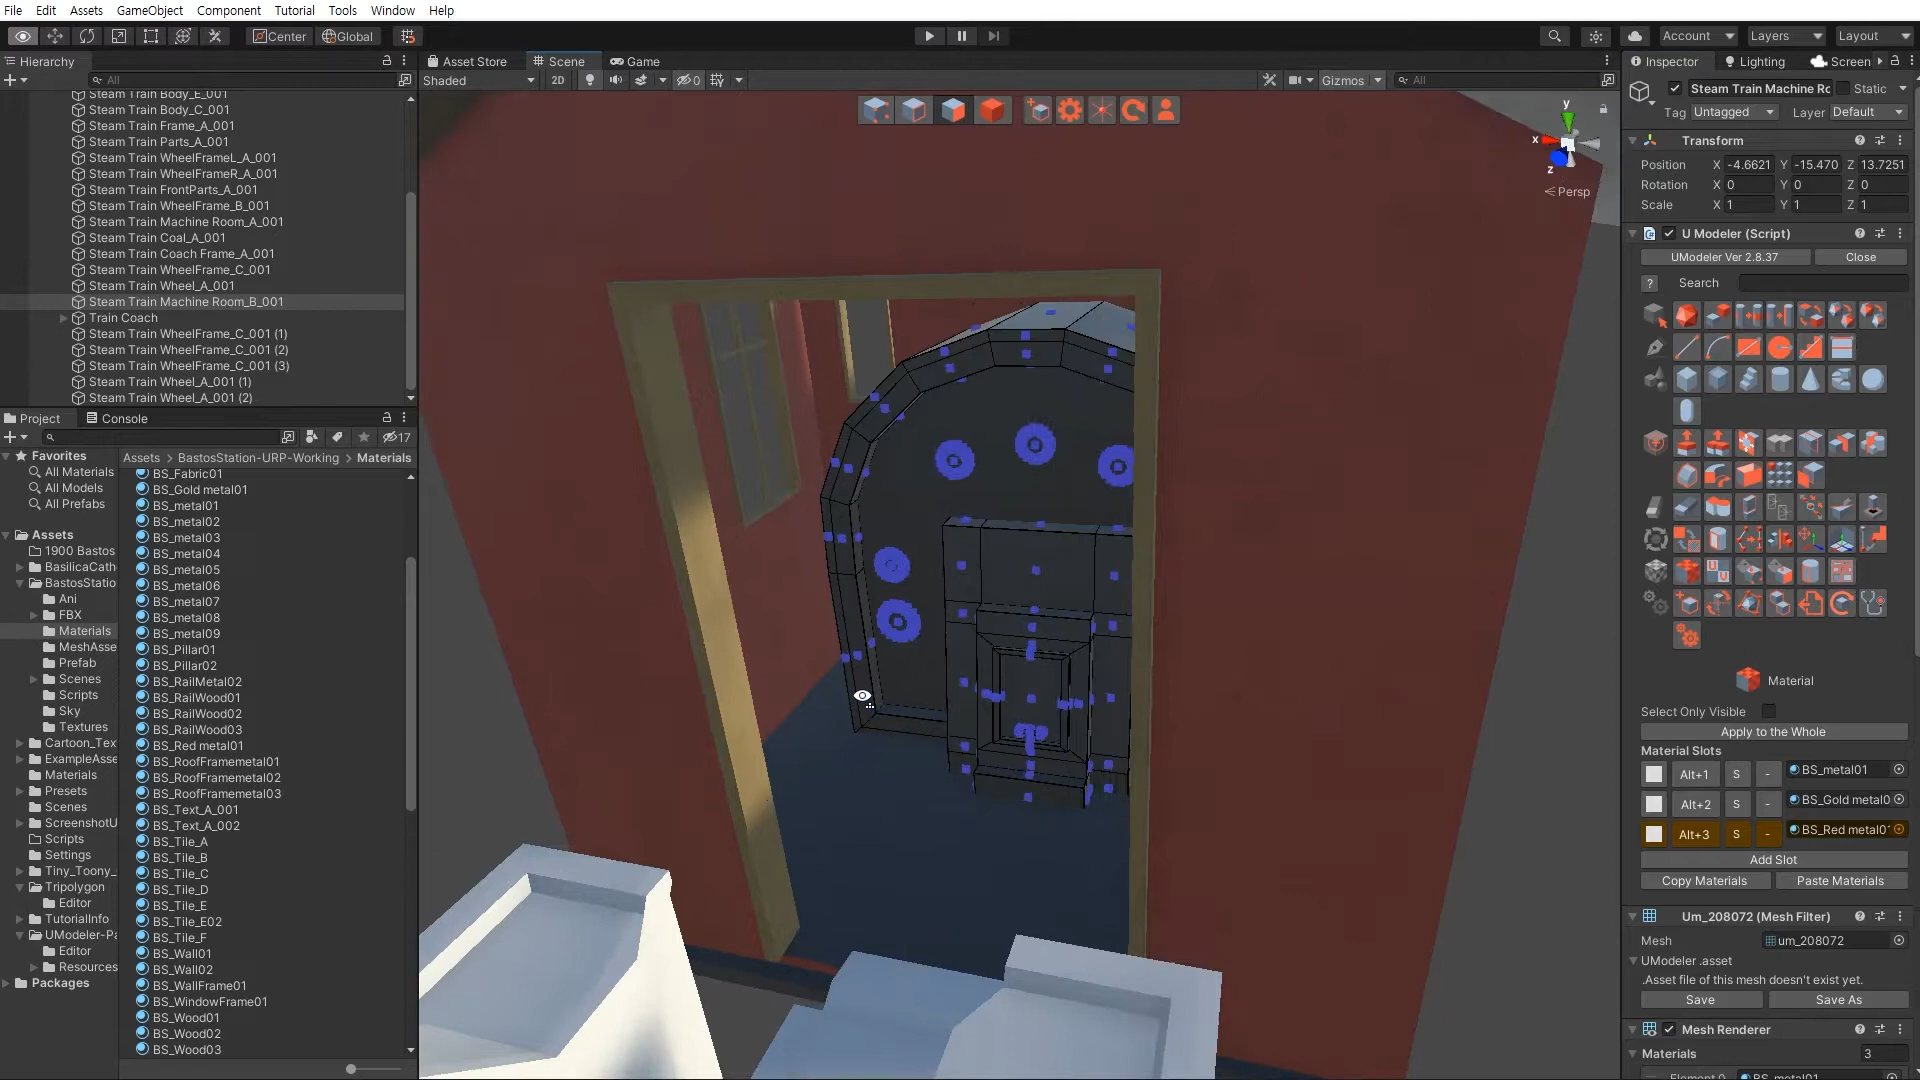 File Edit Assets GameObject Component Tutorial Tools Window Help
Center Global
Account Layers Layout
Hierarchy
All
Steam Train Body_E_001
Steam Train Body_C_001
Steam Train Frame_A_001
Steam Train Parts_A_001
Steam Train WheelFrameL_A_001
Steam Train WheelFrameR_A_001
Steam Train FrontParts_A_001
Steam Train WheelFrame_B_001
Steam Train Machine Room_A_001
Steam Train Coal_A_001
Steam Train Coach Frame_A_001
Steam Train WheelFrame_C_001
Steam Train Wheel_A_001
Steam Train Machine Room_B_001
Train Coach
Steam Train WheelFrame_C_001 (1)
Steam Train WheelFrame_C_001 (2)
Steam Train WheelFrame_C_001 (3)
Steam Train Wheel_A_001 (1)
Steam Train Wheel_A_001 (2)
Project Console
17
Favorites
All Materials
All Models
All Prefabs
Assets
1900 Bastos
BasilicaCath
BastosStatio
Ani
FBX
Materials
MeshAsse
Prefab
Scenes
Scripts
Sky
Textures
Cartoon_Tex
ExampleAsse
Materials
Presets
Scenes
ScreenshotU
Scripts
Settings
Tiny_Toony_
Tripolygon
Editor
TutorialInfo
UModeler-Pa
Editor
Resources
Packages
Assets > BastosStation-URP-Working > Materials
BS_Fabric01
BS_Gold metal01
BS_metal01
BS_metal02
BS_metal03
BS_metal04
BS_metal05
BS_metal06
BS_metal07
BS_metal08
BS_metal09
BS_Pillar01
BS_Pillar02
BS_RailMetal02
BS_RailWood01
BS_RailWood02
BS_RailWood03
BS_Red metal01
BS_RoofFramemetal01
BS_RoofFramemetal02
BS_RoofFramemetal03
BS_Text_A_001
BS_Text_A_002
BS_Tile_A
BS_Tile_B
BS_Tile_C
BS_Tile_D
BS_Tile_E
BS_Tile_E02
BS_Tile_F
BS_Wall01
BS_Wall02
BS_WallFrame01
BS_WindowFrame01
BS_Wood01
BS_Wood02
BS_Wood03
Asset Store Scene Game
Shaded 2D 0 Gizmos All
y
x
z
< Persp
Inspector Lighting Screen
Steam Train Machine Ro Static
Tag Untagged Layer Default
Transform
Position X -4.6621 Y -15.470 Z 13.7251
Rotation X 0 Y 0 Z 0
Scale X 1 Y 1 Z 1
U Modeler (Script)
UModeler Ver 2.8.37 Close
? Search
Material
Select Only Visible
Apply to the Whole
Material Slots
Alt+1 S - BS_metal01
Alt+2 S - BS_Gold metal0
Alt+3 S - BS_Red metal0
Add Slot
Copy Materials Paste Materials
Um_208072 (Mesh Filter)
Mesh um_208072
UModeler .asset
.Asset file of this mesh doesn't exist yet.
Save Save As
Mesh Renderer
Materials 3
Element 0 BS_metal01